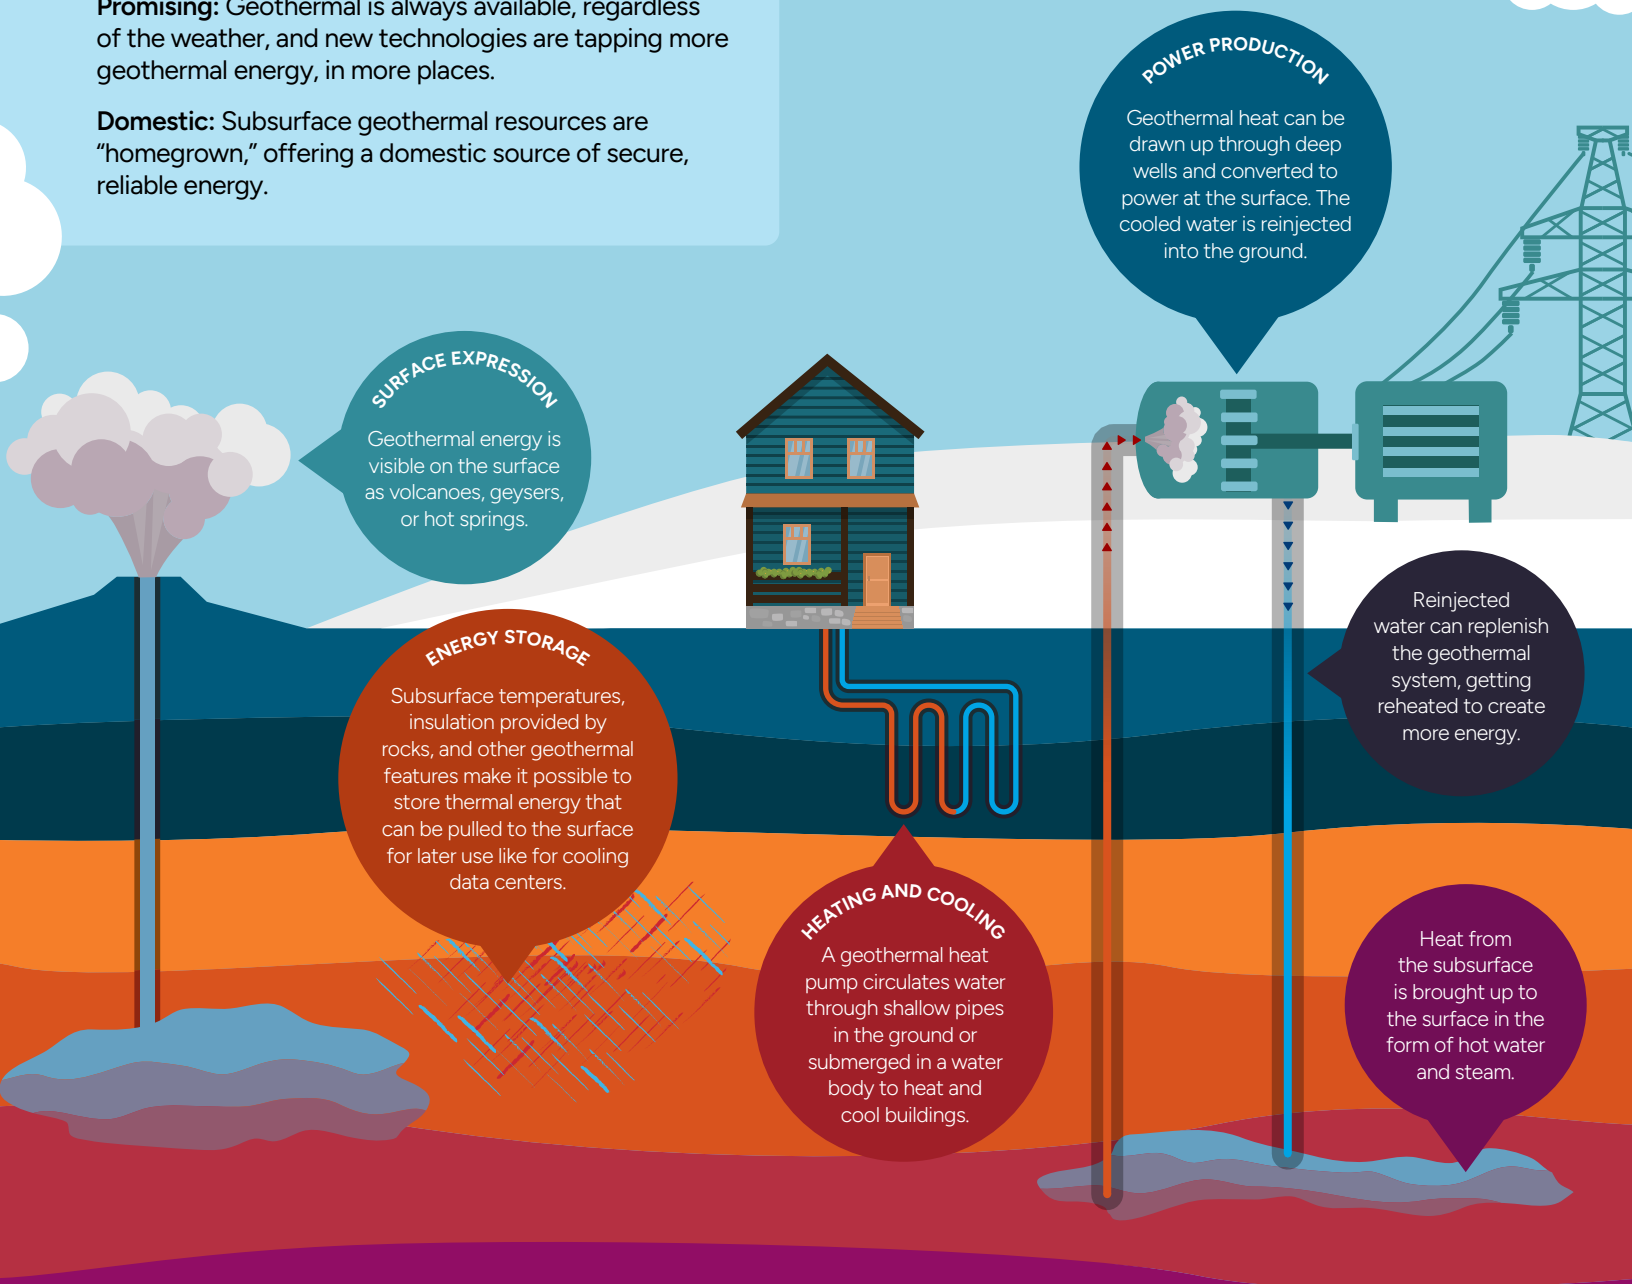 Promising: Geothermal is always available, regardless
of the weather, and new technologies are tapping more
geothermal energy, in more places.
Domestic: Subsurface geothermal resources are
“homegrown,” offering a domestic source of secure,
reliable energy.
POWER PRODUCTION
Geothermal heat can be
drawn up through deep
wells and converted to
power at the surface. The
cooled water is reinjected
into the ground.
SURFACE EXPRESSION
Geothermal energy is
visible on the surface
as volcanoes, geysers,
or hot springs.
ENERGY STORAGE
Subsurface temperatures,
insulation provided by
rocks, and other geothermal
features make it possible to
store thermal energy that
can be pulled to the surface
for later use like for cooling
data centers.
Reinjected
water can replenish
the geothermal
system, getting
reheated to create
more energy.
HEATING AND COOLING
A geothermal heat
pump circulates water
through shallow pipes
in the ground or
submerged in a water
body to heat and
cool buildings.
Heat from
the subsurface
is brought up to
the surface in the
form of hot water
and steam.